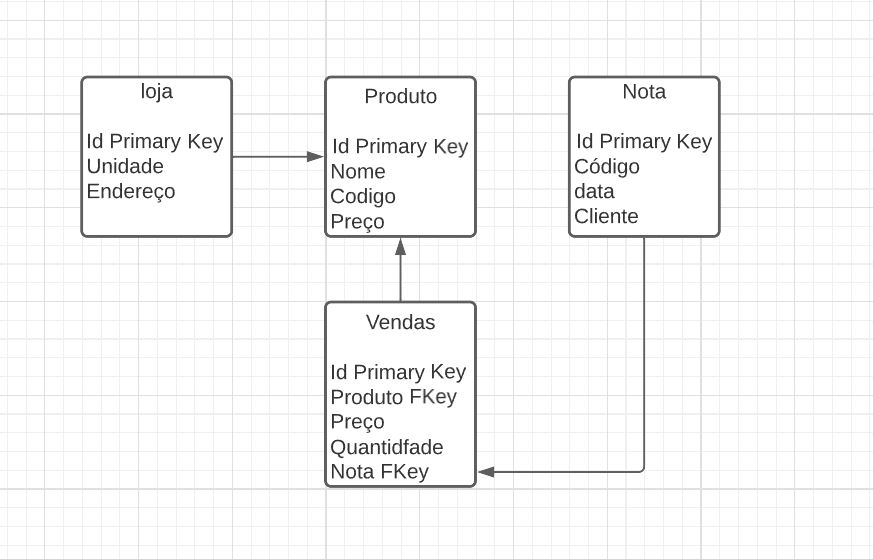 loja
Id Primary Key
Unidade
Endereço
Produto
Id Primary Key
Nome
Codigo
Preço
Nota
Id Primary Key
Código
data
Cliente
Vendas
Id Primary Key
Produto FKey
Preço
Quantidfade
Nota FKey